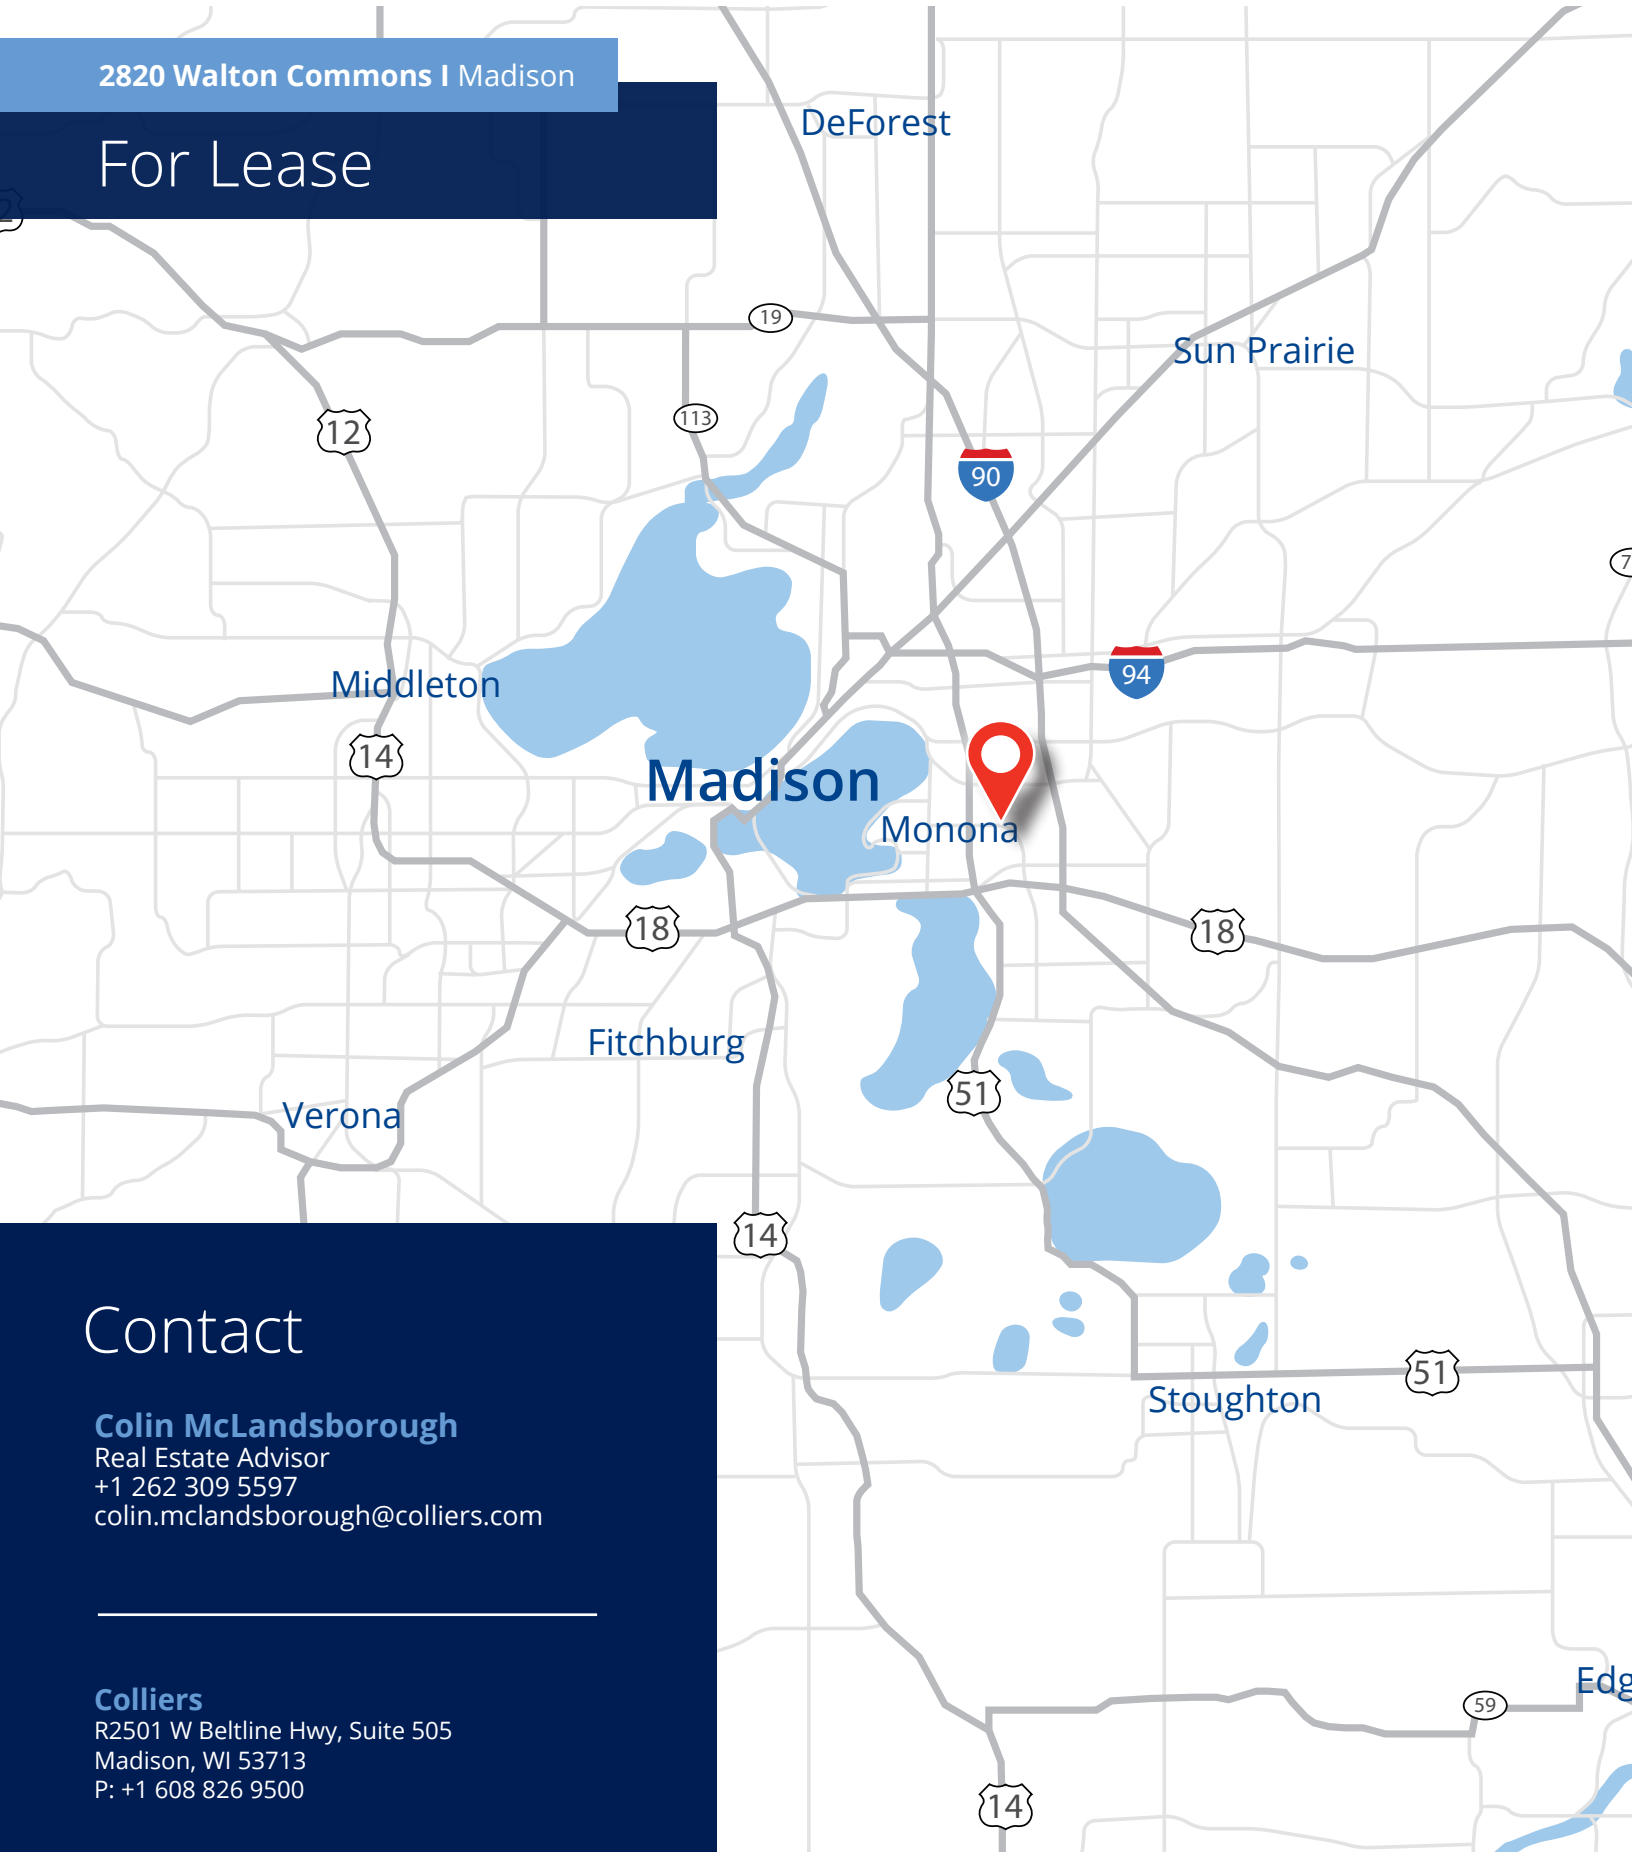 2820 Walton Commons I Madison
For Lease
DeForest
19
Sun Prairie
113
12
90
Middleton
94
14
Madison
Monona
18
18
Fitchburg
51
Verona
14
51
Stoughton
59
14
Contact
Colin McLandsborough
Real Estate Advisor
+1 262 309 5597
colin.mclandsborough@colliers.com
Colliers
R2501 W Beltline Hwy, Suite 505
Madison, WI 53713
P: +1 608 826 9500